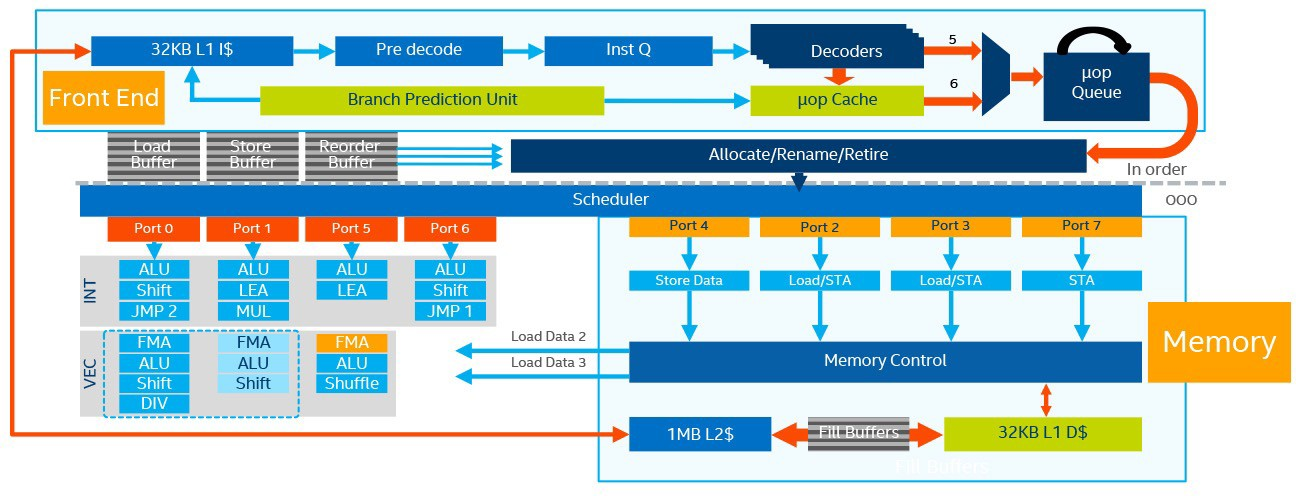 32KB L1 I$
Pre decode
Inst Q
Decoders
5
Front End
Branch Prediction Unit
μop Cache
6
μop
Queue
Load
Buffer
Store
Buffer
Reorder
Buffer
Allocate/Rename/Retire
In order
Scheduler
OOO
Port 0
Port 1
Port 5
Port 6
Port 4
Port 2
Port 3
Port 7
INT
ALU
Shift
JMP 2
ALU
LEA
MUL
ALU
LEA
ALU
Shift
JMP 1
Store Data
Load/STA
Load/STA
STA
VEC
FMA
ALU
Shift
DIV
FMA
ALU
Shift
FMA
ALU
Shuffle
Load Data 2
Load Data 3
Memory Control
Memory
1MB L2$
Fill Buffers
32KB L1 D$
Fill Buffers